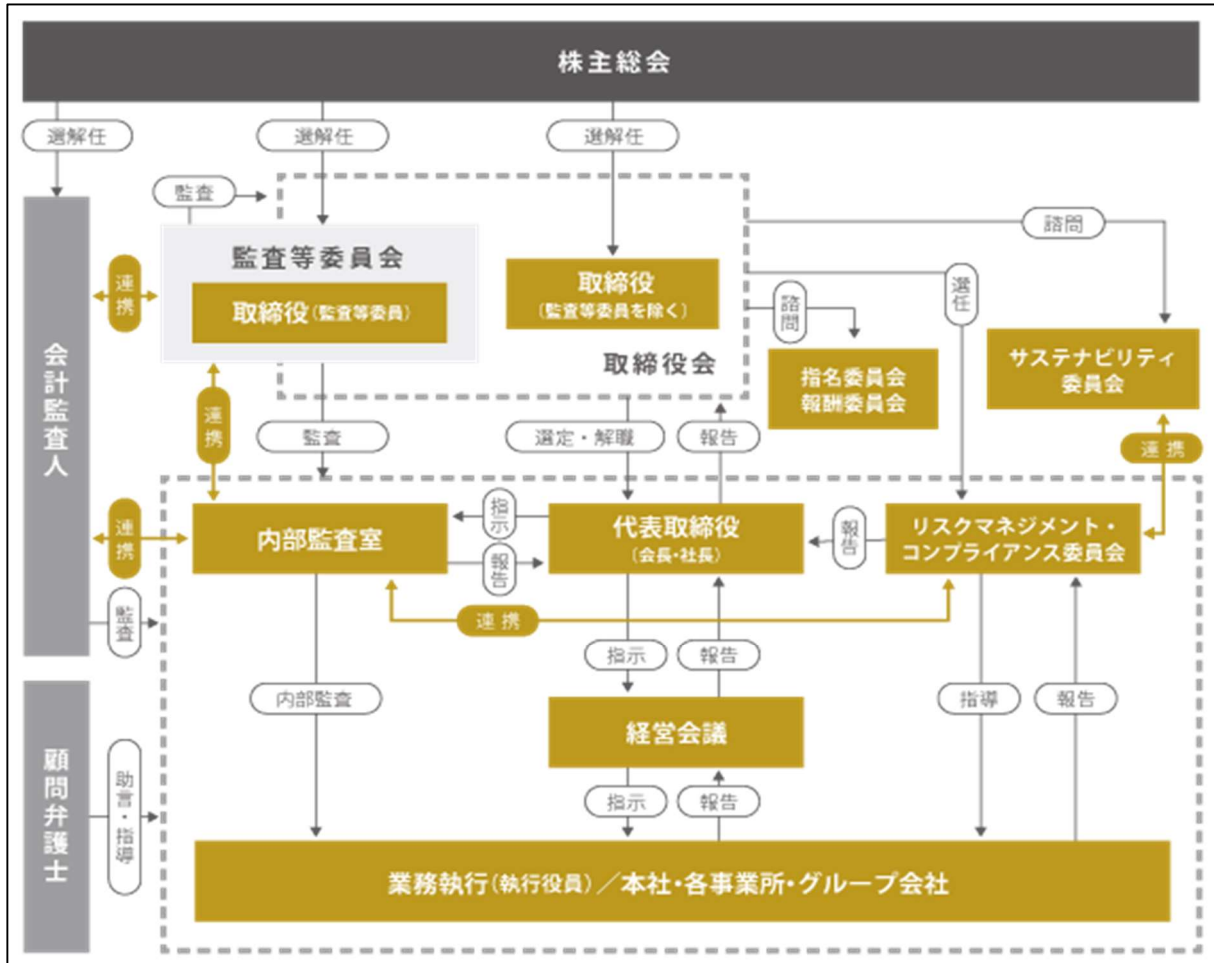 株主総会
選解任
選解任
選解任
監査
諮問
監査等委員会
取締役(監査等委員)
取締役
(監査等委員を除く)
取締役会
連携
会計監査人
諮問
選任
指名委員会
報酬委員会
サステナビリティ
委員会
連携
監査
選定・解職
報告
連携
連携
内部監査室
指示
報告
代表取締役
(会長・社長)
報告
リスクマネジメント・
コンプライアンス委員会
監査
連携
指示
報告
内部監査
経営会議
指導
報告
顧問弁護士
助言・指導
指示
報告
業務執行(執行役員)/本社・各事業所・グループ会社